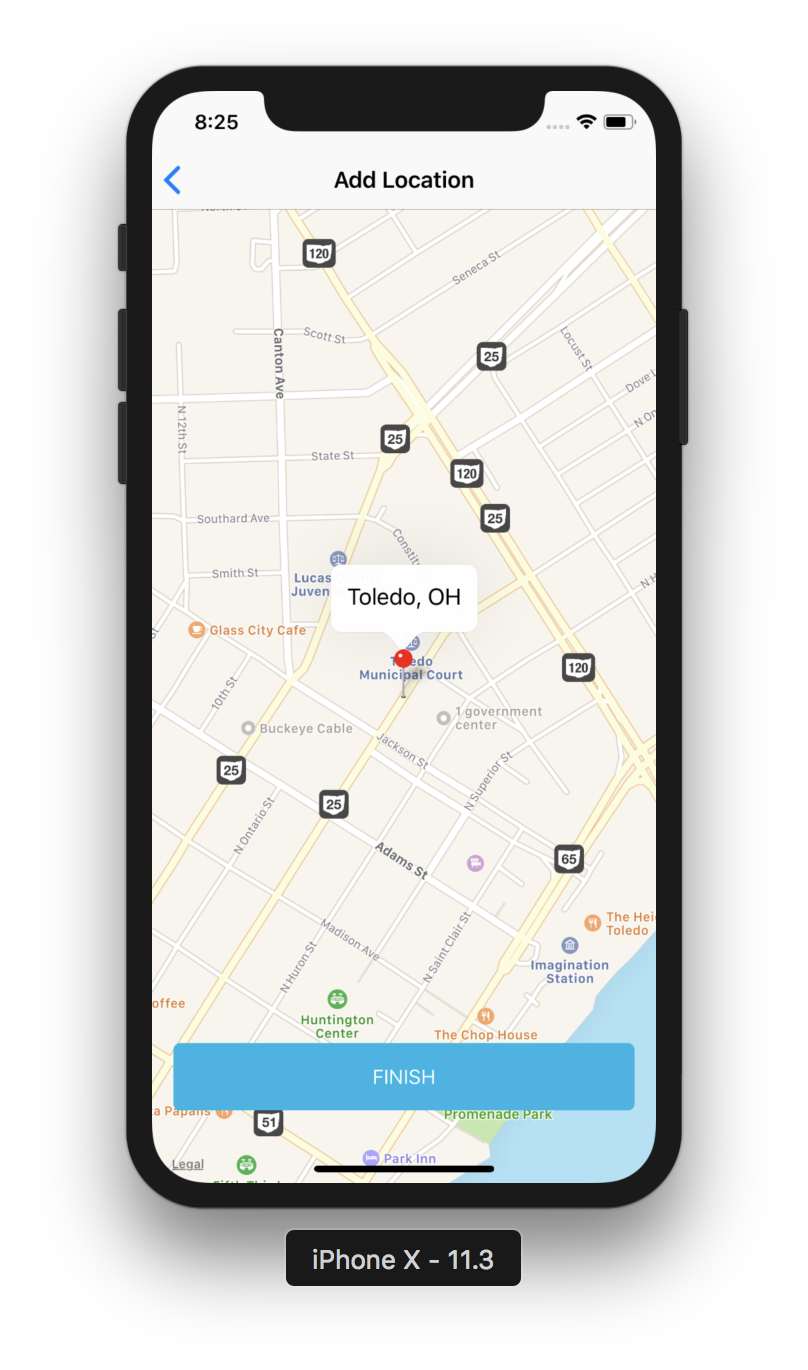 8:25
Add Location
120
Seneca St
Scott St
Canton Ave
25
Locust St
N 12th St
25
State St
120
25
Southard Ave
Smith St
Lucas
Juven
Toledo, OH
Glass City Cafe
Municipal Court
120
10th St
1 government
center
Buckeye Cable
Jackson St
25
N Superior St
25
N Ontario St
Adams St
65
The Hei
Toledo
Madison Ave
N Saint Clair St
Imagination
Station
N Huron St
offee
Huntington
Center
The Chop House
FINISH
a Papans
51
Promenade Park
Legal
Park Inn
iPhone X - 11.3